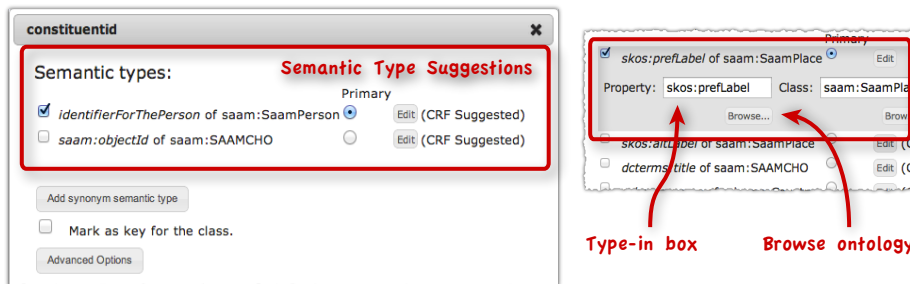 constituentid
Semantic types:
Semantic Type Suggestions
Primary
identifierForThePerson of saam:SaamPerson
Edit (CRF Suggested)
saam:objectId of saam:SAAMCHO
Edit (CRF Suggested)
Add synonym semantic type
Mark as key for the class.
Advanced Options
Primary
skos:prefLabel of saam:SaamPlace
Edit
Property: skos:prefLabel Class: saam:SaamPla
Browse... Brow
skos:altLabel of saam:SaamPlace
Edit (C
dcterms:title of saam:SAAMCHO
Edit (C
Type-in box
Browse ontology